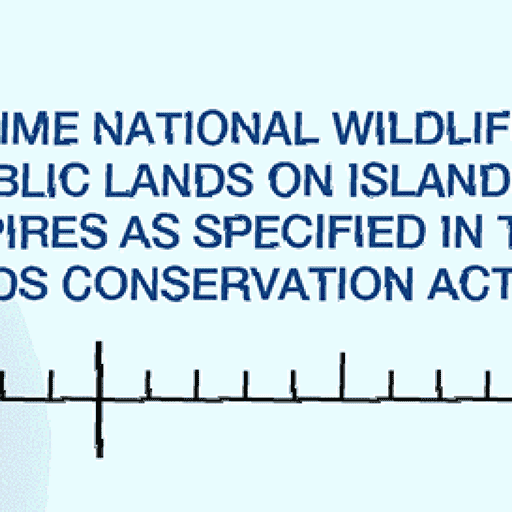 IME NATIONAL WILDLIF
BLIC LANDS ON ISLAND
PIRES AS SPECIFIED IN T
DS CONSERVATION ACT